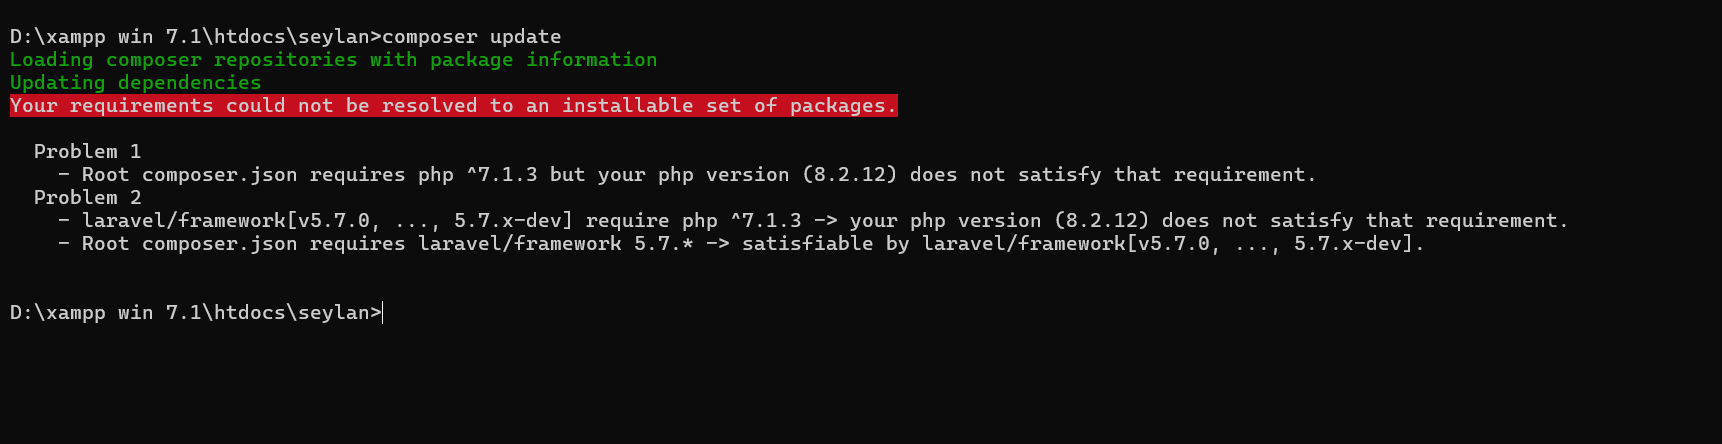 D:\xampp win 7.1\htdocs\seylan>composer update
Loading composer repositories with package information
Updating dependencies
Your requirements could not be resolved to an installable set of packages.
Problem 1
- Root composer.json requires php ^7.1.3 but your php version (8.2.12) does not satisfy that requirement.
Problem 2
- laravel/framework[v5.7.0, ..., 5.7.x-dev] require php ^7.1.3 -> your php version (8.2.12) does not satisfy that requirement.
- Root composer.json requires laravel/framework 5.7.* -> satisfiable by laravel/framework[v5.7.0, ..., 5.7.x-dev].
D:\xampp win 7.1\htdocs\seylan>